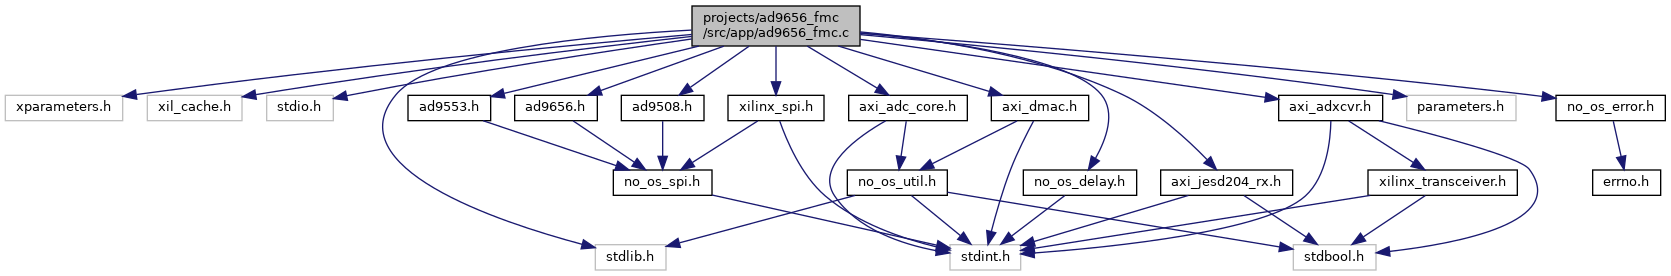 projects/ad9656_fmc
/src/app/ad9656_fmc.c
xparameters.h
xil_cache.h
stdio.h
ad9553.h
ad9656.h
ad9508.h
xilinx_spi.h
axi_adc_core.h
axi_dmac.h
axi_adxcvr.h
parameters.h
no_os_error.h
no_os_spi.h
no_os_util.h
no_os_delay.h
axi_jesd204_rx.h
xilinx_transceiver.h
errno.h
stdlib.h
stdint.h
stdbool.h